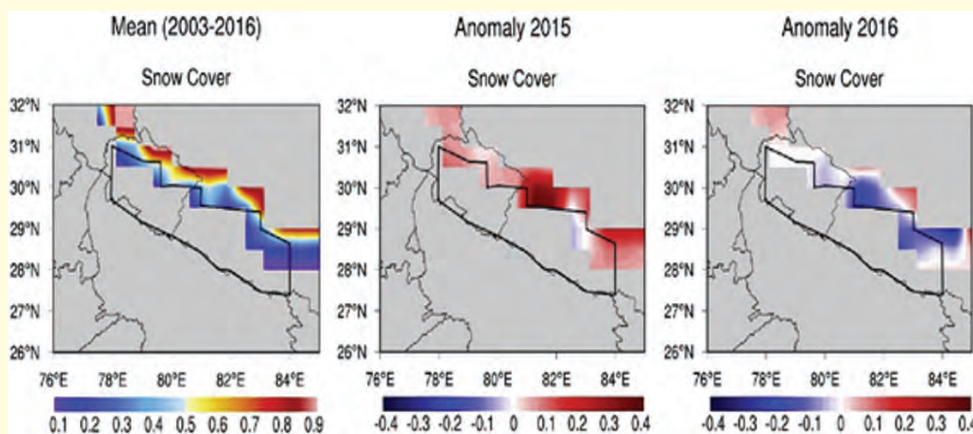 Mean (2003-2016)
Snow Cover
32°N
31°N
30°N
29°N
28°N
27°N
26°N
76°E 78°E 80°E 82°E 84°E
0.1 0.2 0.3 0.4 0.5 0.6 0.7 0.8 0.9
Anomaly 2015
Snow Cover
32°N
31°N
30°N
29°N
28°N
27°N
26°N
76°E 78°E 80°E 82°E 84°E
-0.4 -0.3 -0.2 -0.1 0 0.1 0.2 0.3 0.4
Anomaly 2016
Snow Cover
32°N
31°N
30°N
29°N
28°N
27°N
26°N
76°E 78°E 80°E 82°E 84°E
-0.4 -0.3 -0.2 -0.1 0 0.1 0.2 0.3 0.4